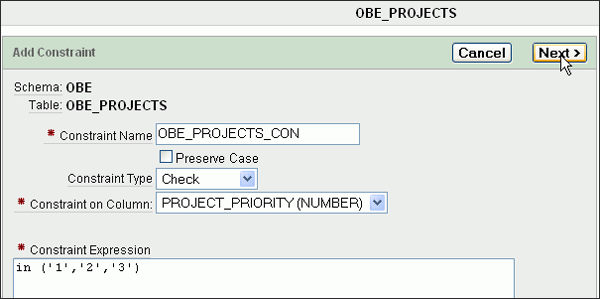 OBE_PROJECTS
Add Constraint Cancel Next >
Schema: OBE
Table: OBE_PROJECTS
* Constraint Name OBE_PROJECTS_CON
Preserve Case
Constraint Type Check
* Constraint on Column: PROJECT_PRIORITY (NUMBER)
* Constraint Expression
in ('1','2','3')